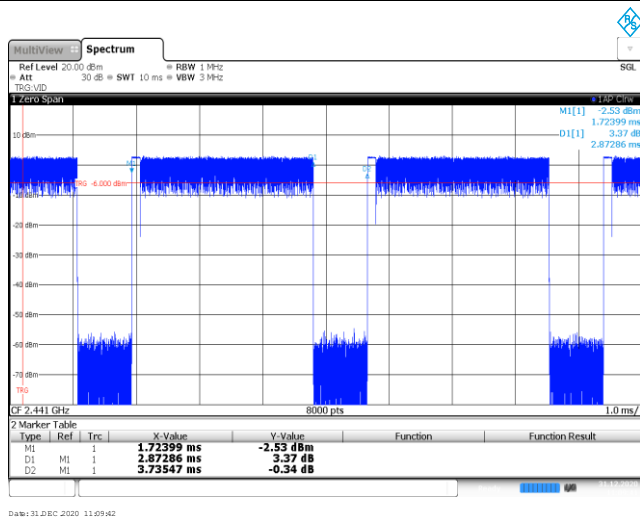 MultiView Spectrum
Ref Level 20.00 dBm RBW 1 MHz SGL
Att 30 dB SWT 10 ms VBW 3 MHz
TRG:VID
1 Zero Span 1AP Clrw
M1[1] -2.53 dBm
1.72399 ms
10 dBm
D1[1] 3.37 dB
2.87286 ms
M1 D1
D2
TRG -6.000 dBm
-10 dBm
-20 dBm
-30 dBm
-40 dBm
-50 dBm
-60 dBm
-70 dBm
TRG
CF 2.441 GHz 8000 pts 1.0 ms/
2 Marker Table
Type Ref Trc X-Value Y-Value Function Function Result
M1 1 1.72399 ms -2.53 dBm
D1 M1 1 2.87286 ms 3.37 dB
D2 M1 1 3.73547 ms -0.34 dB
Date: 31.DEC.2020 11:09:42